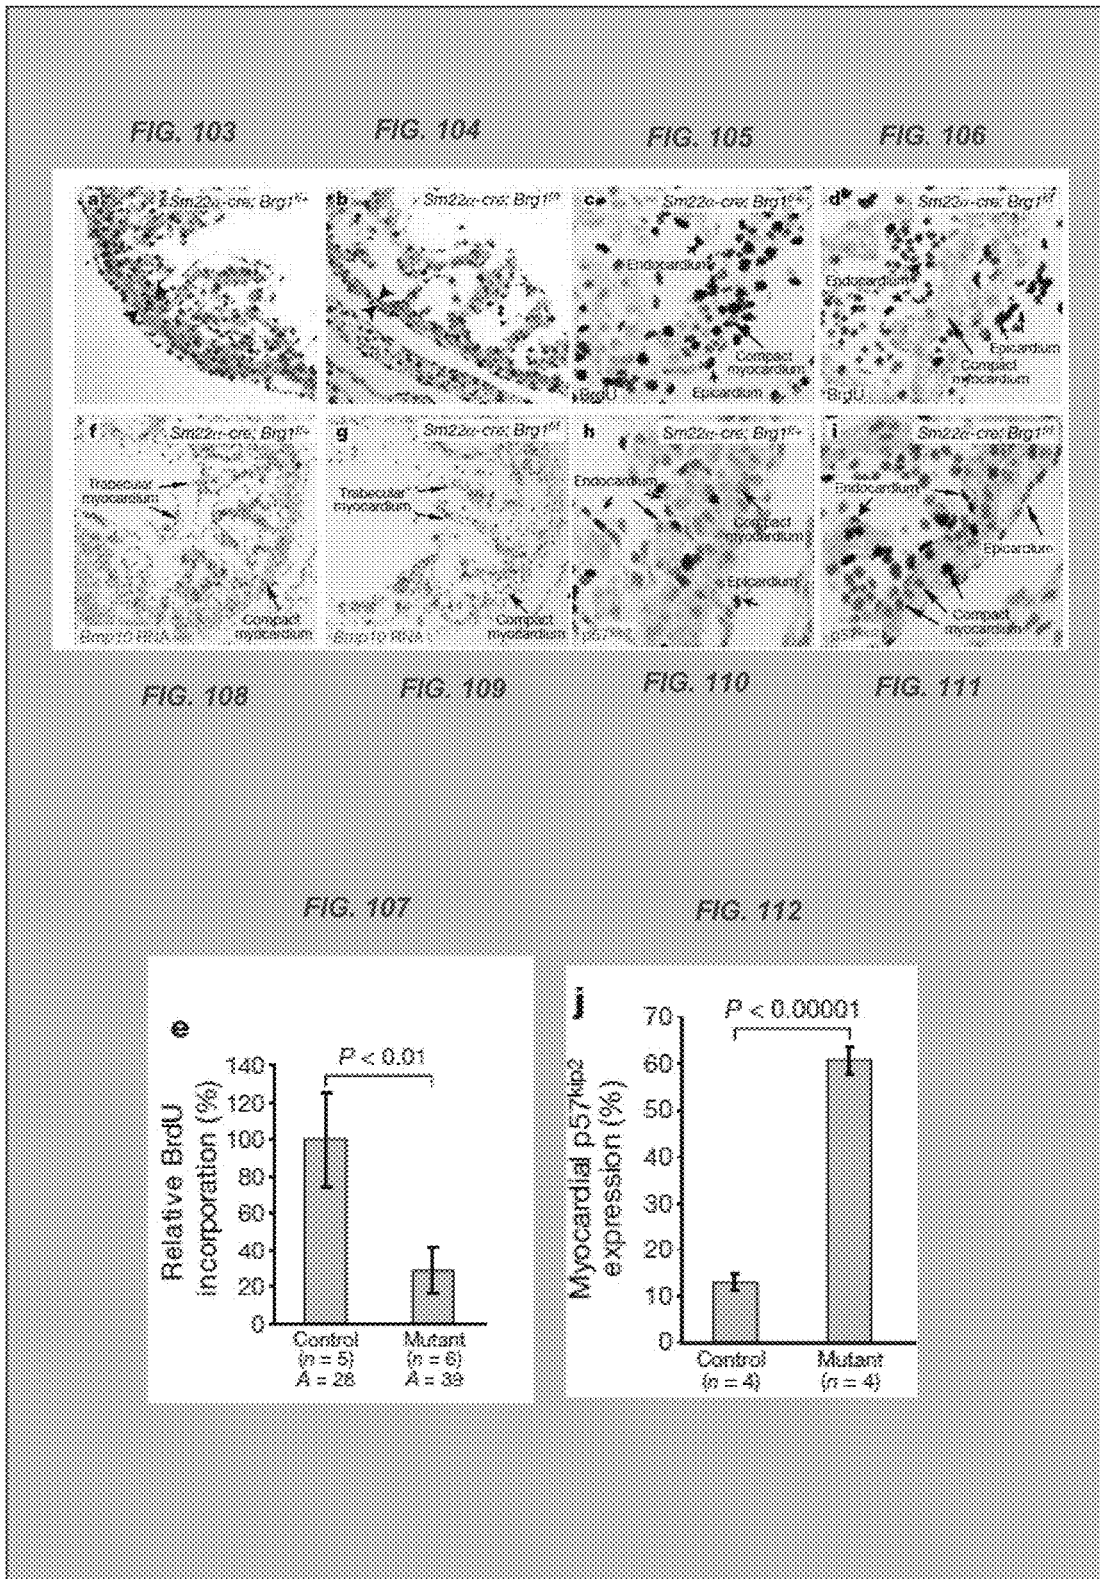 FIG. 103
FIG. 104
FIG. 105
FIG. 106
a
Sm22α-cre; Brg1f/+
b
Sm22α-cre; Brg1f/f
c
Sm22α-cre; Brg1f/+
Endocardium
Compact
myocardium
Epicardium
BrdU
d
Sm22α-cre; Brg1f/f
Endocardium
Epicardium
Compact
myocardium
BrdU
f
Sm22α-cre; Brg1f/+
Trabecular
myocardium
Compact
myocardium
Bmp10 RNA
g
Sm22α-cre; Brg1f/f
Trabecular
myocardium
Compact
myocardium
Bmp10 RNA
h
Sm22α-cre; Brg1f/+
Endocardium
Compact
myocardium
Epicardium
p57kip2
i
Sm22α-cre; Brg1f/f
Endocardium
Epicardium
Compact
myocardium
p57kip2
FIG. 108
FIG. 109
FIG. 110
FIG. 111
FIG. 107
FIG. 112
e
P < 0.01
Relative BrdU
incorporation (%)
140
120
100
80
60
40
20
0
Control
(n = 5)
A = 28
Mutant
(n = 6)
A = 39
j
P < 0.00001
Myocardial p57kip2
expression (%)
70
60
50
40
30
20
10
0
Control
(n = 4)
Mutant
(n = 4)